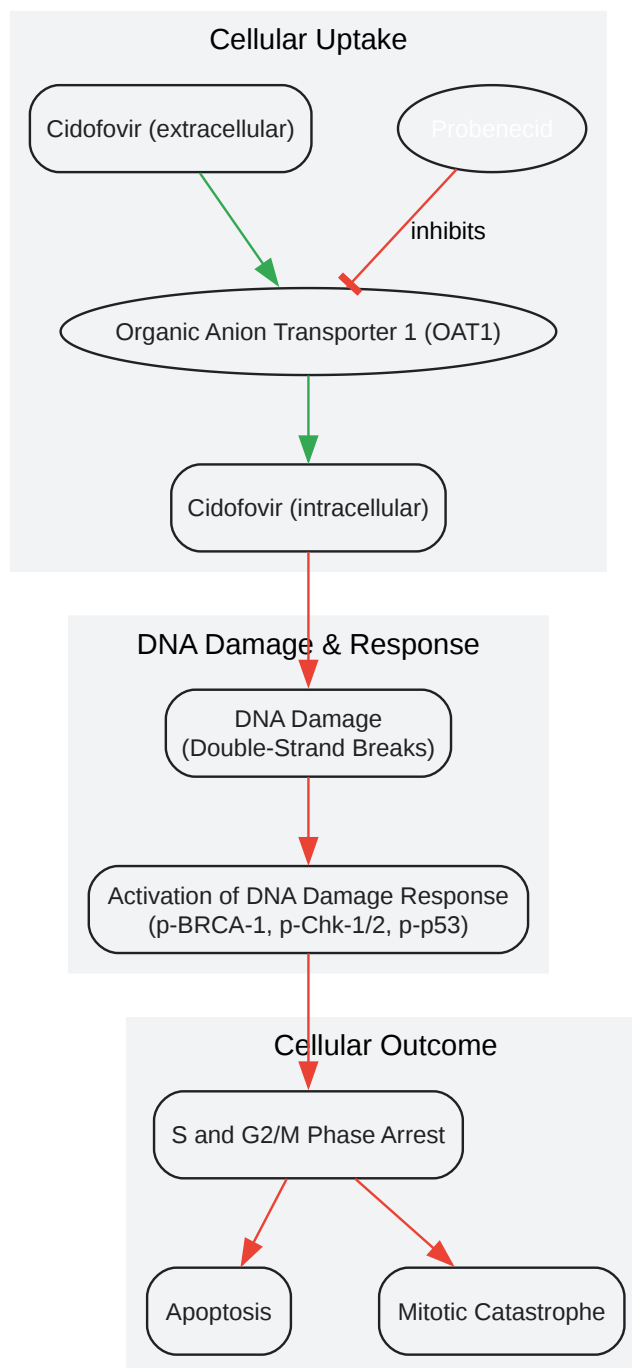 Cellular Uptake
Cidofovir (extracellular)
Probenecid
inhibits
Organic Anion Transporter 1 (OAT1)
Cidofovir (intracellular)
DNA Damage & Response
DNA Damage
(Double-Strand Breaks)
Activation of DNA Damage Response
(p-BRCA-1, p-Chk-1/2, p-p53)
Cellular Outcome
S and G2/M Phase Arrest
Apoptosis
Mitotic Catastrophe